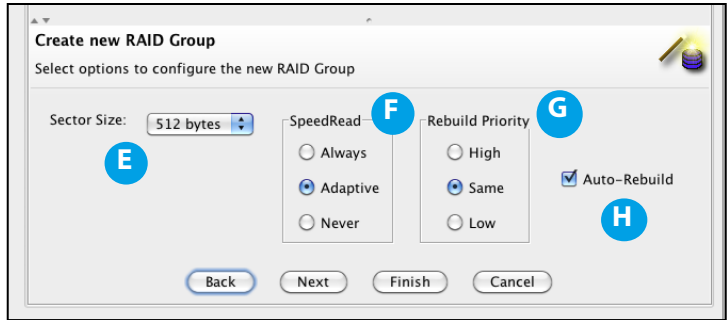 Create new RAID Group
Select options to configure the new RAID Group
Sector Size: 512 bytes
E
SpeedRead
F
Always
Adaptive
Never
Rebuild Priority
G
High
Same
Low
Auto-Rebuild
H
Back Next Finish Cancel